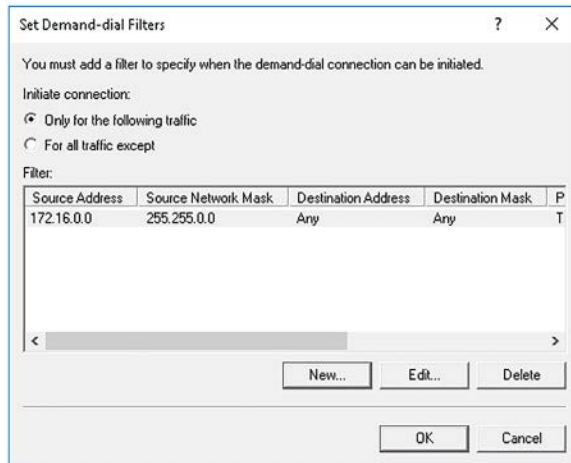 Set Demand-dial Filters
You must add a filter to specify when the demand-dial connection can be initiated.
Initiate connection:
Only for the following traffic
For all traffic except
Filter:
Source Address Source Network Mask Destination Address Destination Mask P
172.16.0.0 255.255.0.0 Any Any T
New... Edit... Delete
OK Cancel